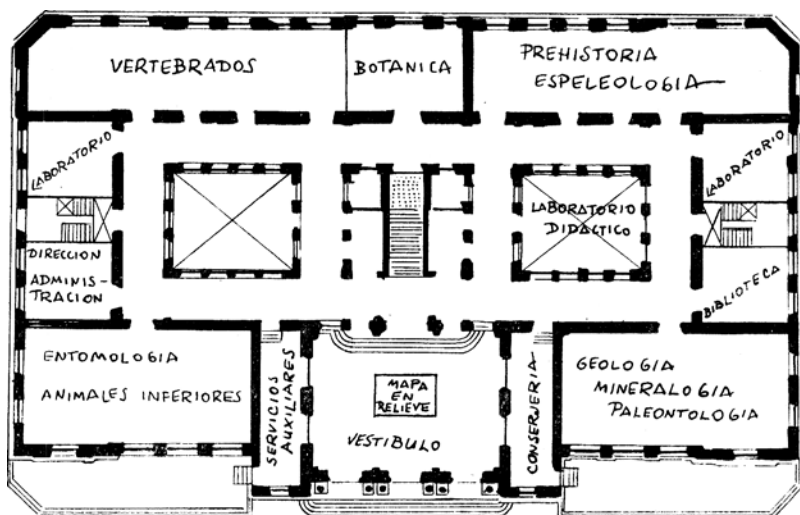 VERTEBRADOS
BOTANICA
PREHISTORIA
ESPELEOLOGIA
LABORATORIO
LABORATORIO
DIDACTICO
LABORATORIO
DIRECCION
ADMINIS-
TRACION
BIBLIOTECA
ENTOMOLOGIA
ANIMALES INFERIORES
SERVICIOS
AUXILIARES
MAPA
EN
RELIEVE
VESTIBULO
CONSERJERIA
GEOLOGIA
MINERALOGIA
PALEONTOLOGIA